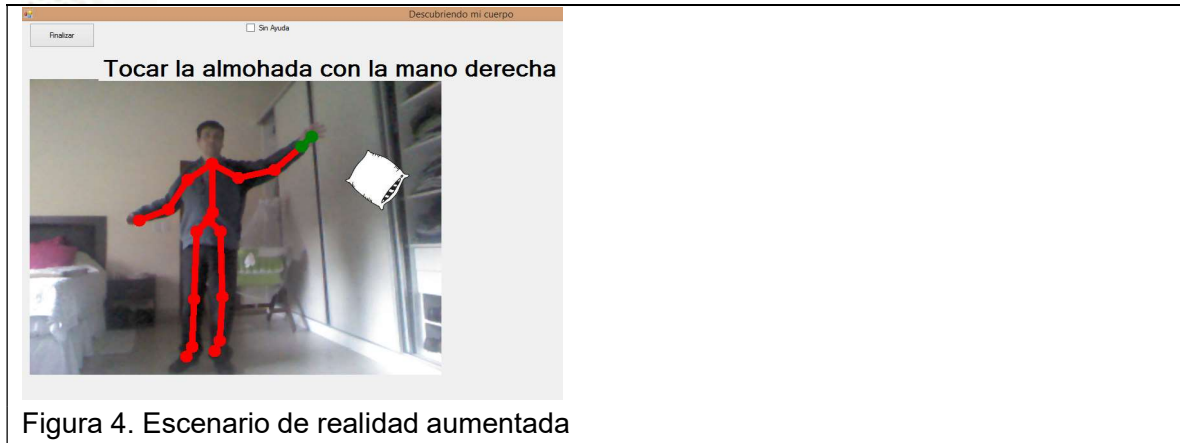 Descubriendo mi cuerpo
Finalizar
Sin Ayuda
Tocar la almohada con la mano derecha
Figura 4. Escenario de realidad aumentada